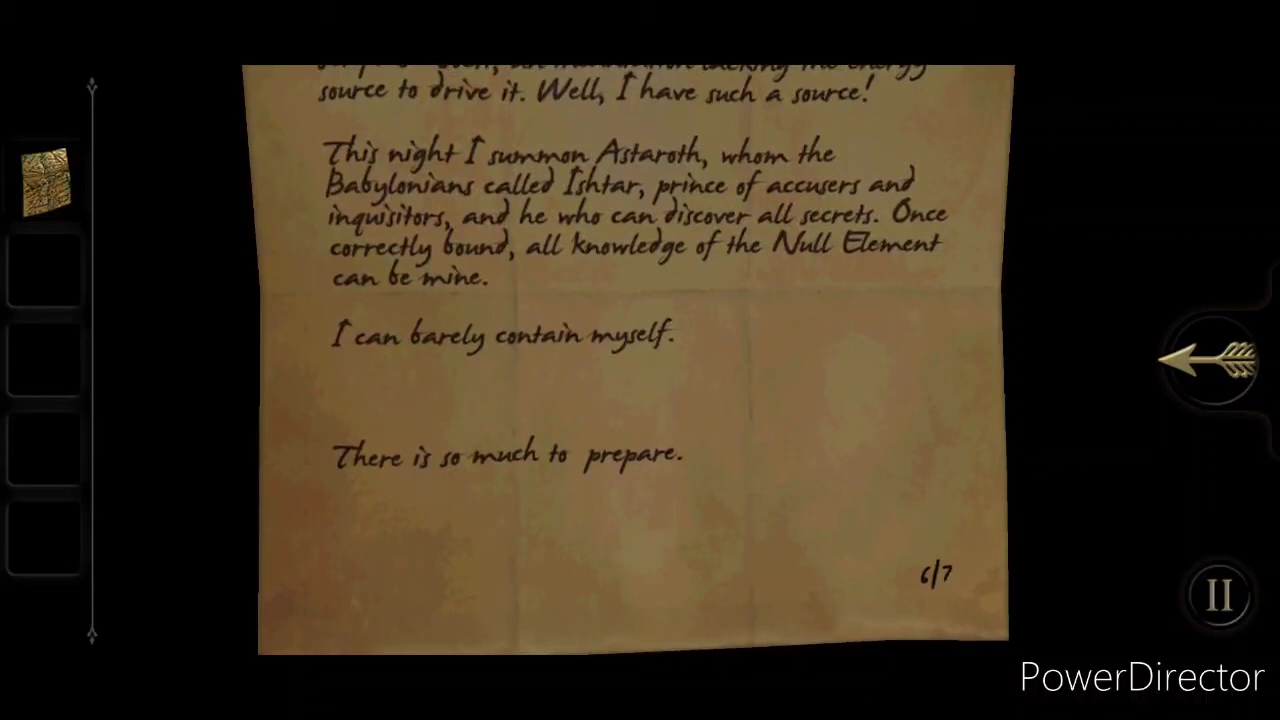 source to drive it. Well, I have such a source!
This night I summon Astaroth, whom the
Babylonians called Ishtar, prince of accusers and
inquisitors, and he who can discover all secrets. Once
correctly bound, all knowledge of the Null Element
can be mine.
I can barely contain myself.
There is so much to prepare.
6/7
PowerDirector